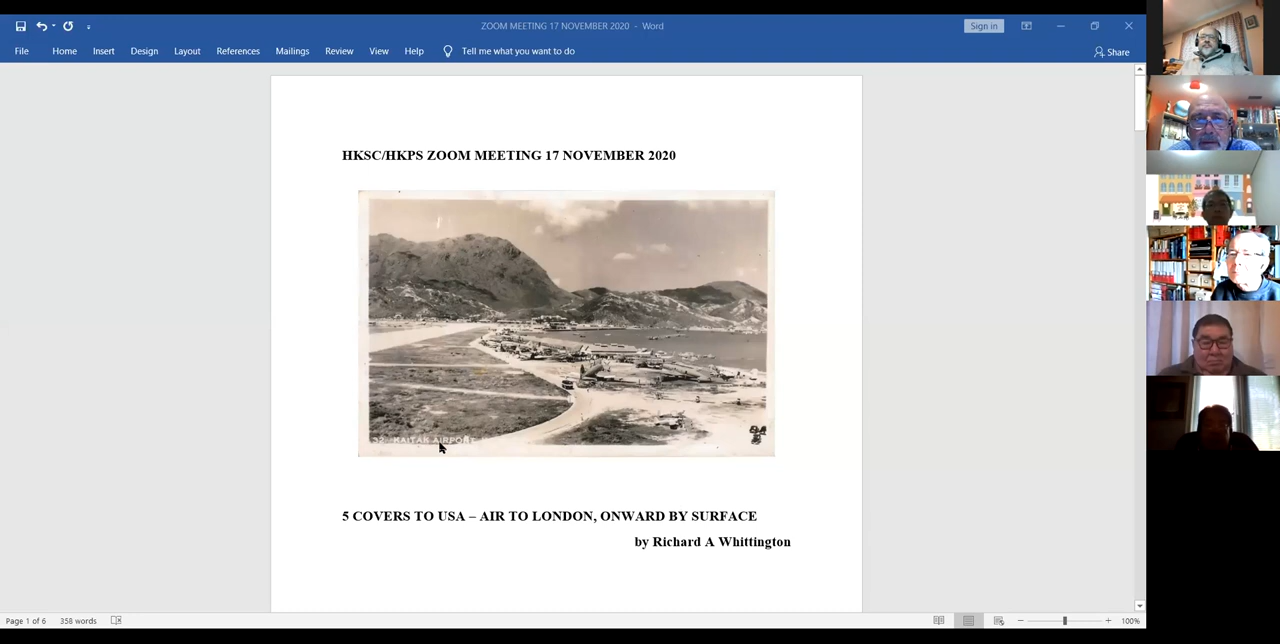 ZOOM MEETING 17 NOVEMBER 2020 - Word
Sign in
File Home Insert Design Layout References Mailings Review View Help Tell me what you want to do
Share
HKSC/HKPS ZOOM MEETING 17 NOVEMBER 2020
KAITAK AIRPORT
5 COVERS TO USA – AIR TO LONDON, ONWARD BY SURFACE
by Richard A Whittington
Page 1 of 6 358 words
100%